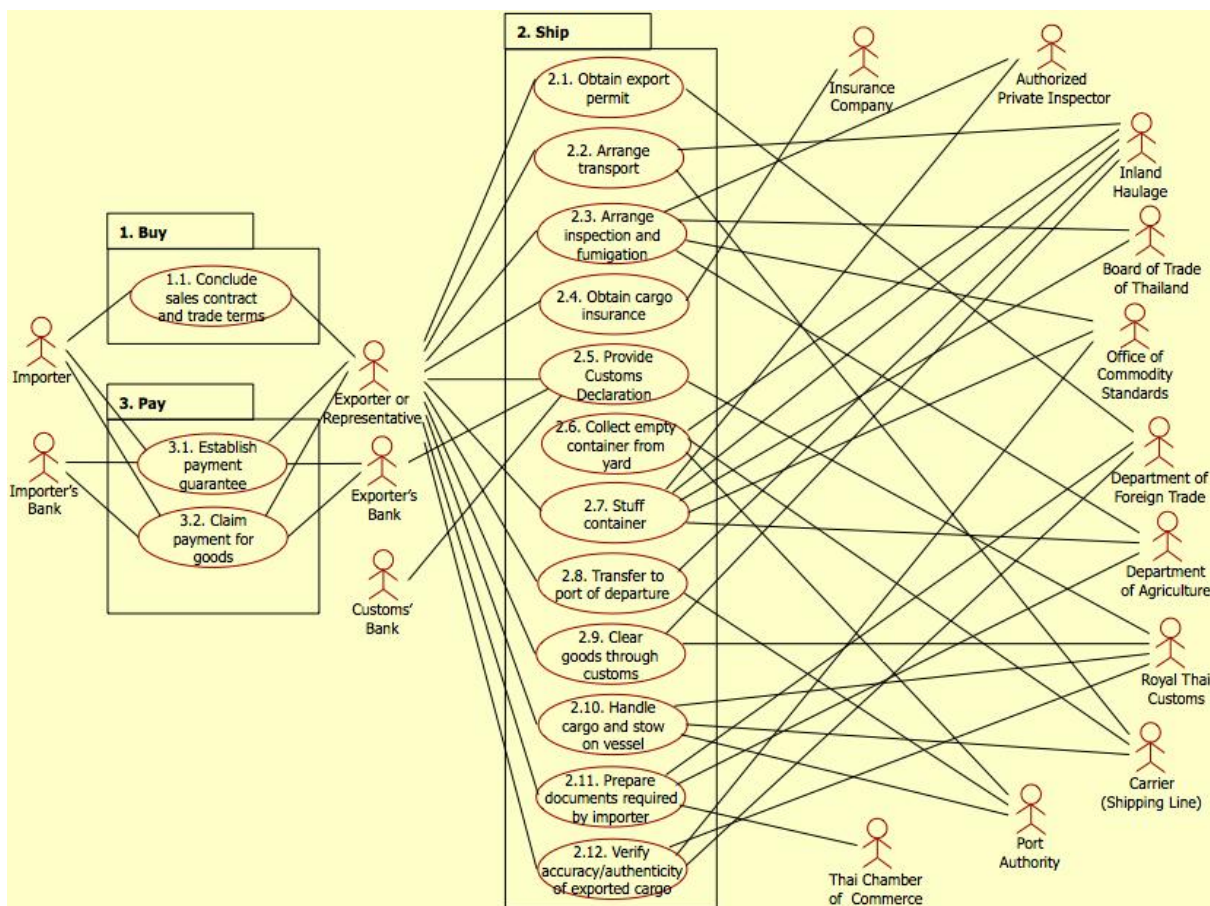 2. Ship
2.1. Obtain export
permit
2.2. Arrange
transport
2.3. Arrange
inspection and
fumigation
2.4. Obtain cargo
insurance
2.5. Provide
Customs
Declaration
2.6. Collect empty
container from
yard
2.7. Stuff
container
2.8. Transfer to
port of departure
2.9. Clear
goods through
customs
2.10. Handle
cargo and stow
on vessel
2.11. Prepare
documents required
by importer
2.12. Verify
accuracy/authenticity
of exported cargo
1. Buy
1.1. Conclude
sales contract
and trade terms
3. Pay
3.1. Establish
payment
guarantee
3.2. Claim
payment for
goods
Importer
Importer's
Bank
Exporter or
Representative
Exporter's
Bank
Customs'
Bank
Insurance
Company
Authorized
Private Inspector
Inland
Haulage
Board of Trade
of Thailand
Office of
Commodity
Standards
Department of
Foreign Trade
Department
of Agriculture
Royal Thai
Customs
Carrier
(Shipping Line)
Port
Authority
Thai Chamber
of Commerce